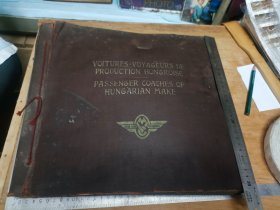 VOITURES-VOYAGEURS DE
PRODUCTION HONGROISE
PASSENGER COACHES OF
HUNGARIAN MAKE